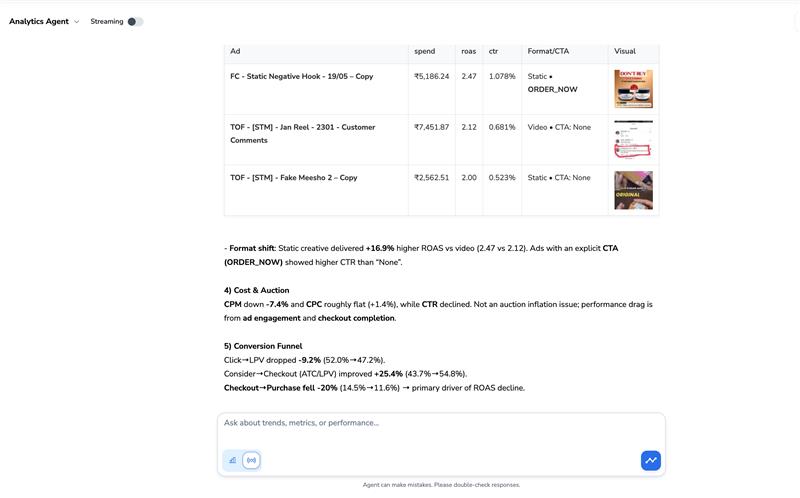 Analytics Agent
Streaming
Ad spend roas ctr Format/CTA Visual
FC - Static Negative Hook - 19/05 – Copy ₹5,186.24 2.47 1.078% Static •
ORDER_NOW
DON'T BUY
TOF - [STM] - Jan Reel - 2301 - Customer ₹7,451.87 2.12 0.681% Video • CTA: None
Comments
TOF - [STM] - Fake Meesho 2 – Copy ₹2,562.51 2.00 0.523% Static • CTA: None
ORIGINAL
- Format shift: Static creative delivered +16.9% higher ROAS vs video (2.47 vs 2.12). Ads with an explicit CTA
(ORDER_NOW) showed higher CTR than “None”.
4) Cost & Auction
CPM down -7.4% and CPC roughly flat (+1.4%), while CTR declined. Not an auction inflation issue; performance drag is
from ad engagement and checkout completion.
5) Conversion Funnel
Click→LPV dropped -9.2% (52.0%→47.2%).
Consider→Checkout (ATC/LPV) improved +25.4% (43.7%→54.8%).
Checkout→Purchase fell -20% (14.5%→11.6%) → primary driver of ROAS decline.
Ask about trends, metrics, or performance...
Agent can make mistakes. Please double-check responses.